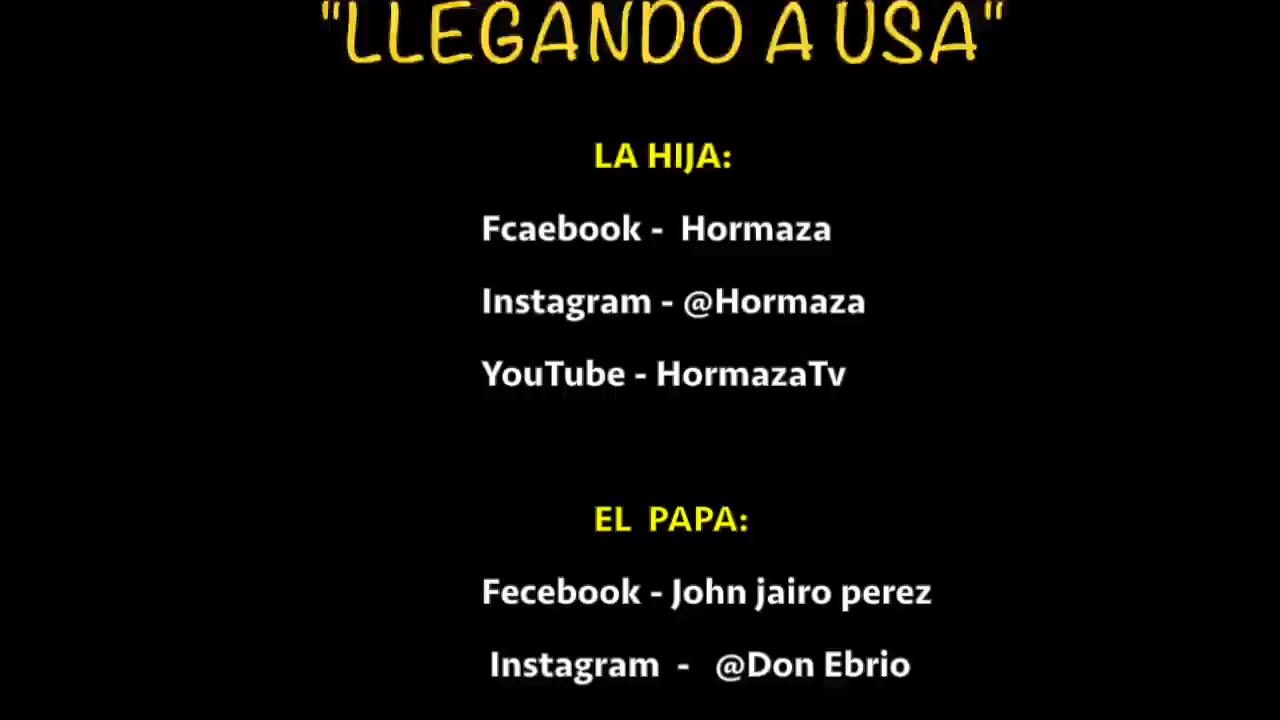 "LLEGANDO A USA"
LA HIJA:
Fcaebook - Hormaza
Instagram - @Hormaza
YouTube - HormazaTv
EL PAPA:
Fecebook - John jairo perez
Instagram - @Don Ebrio